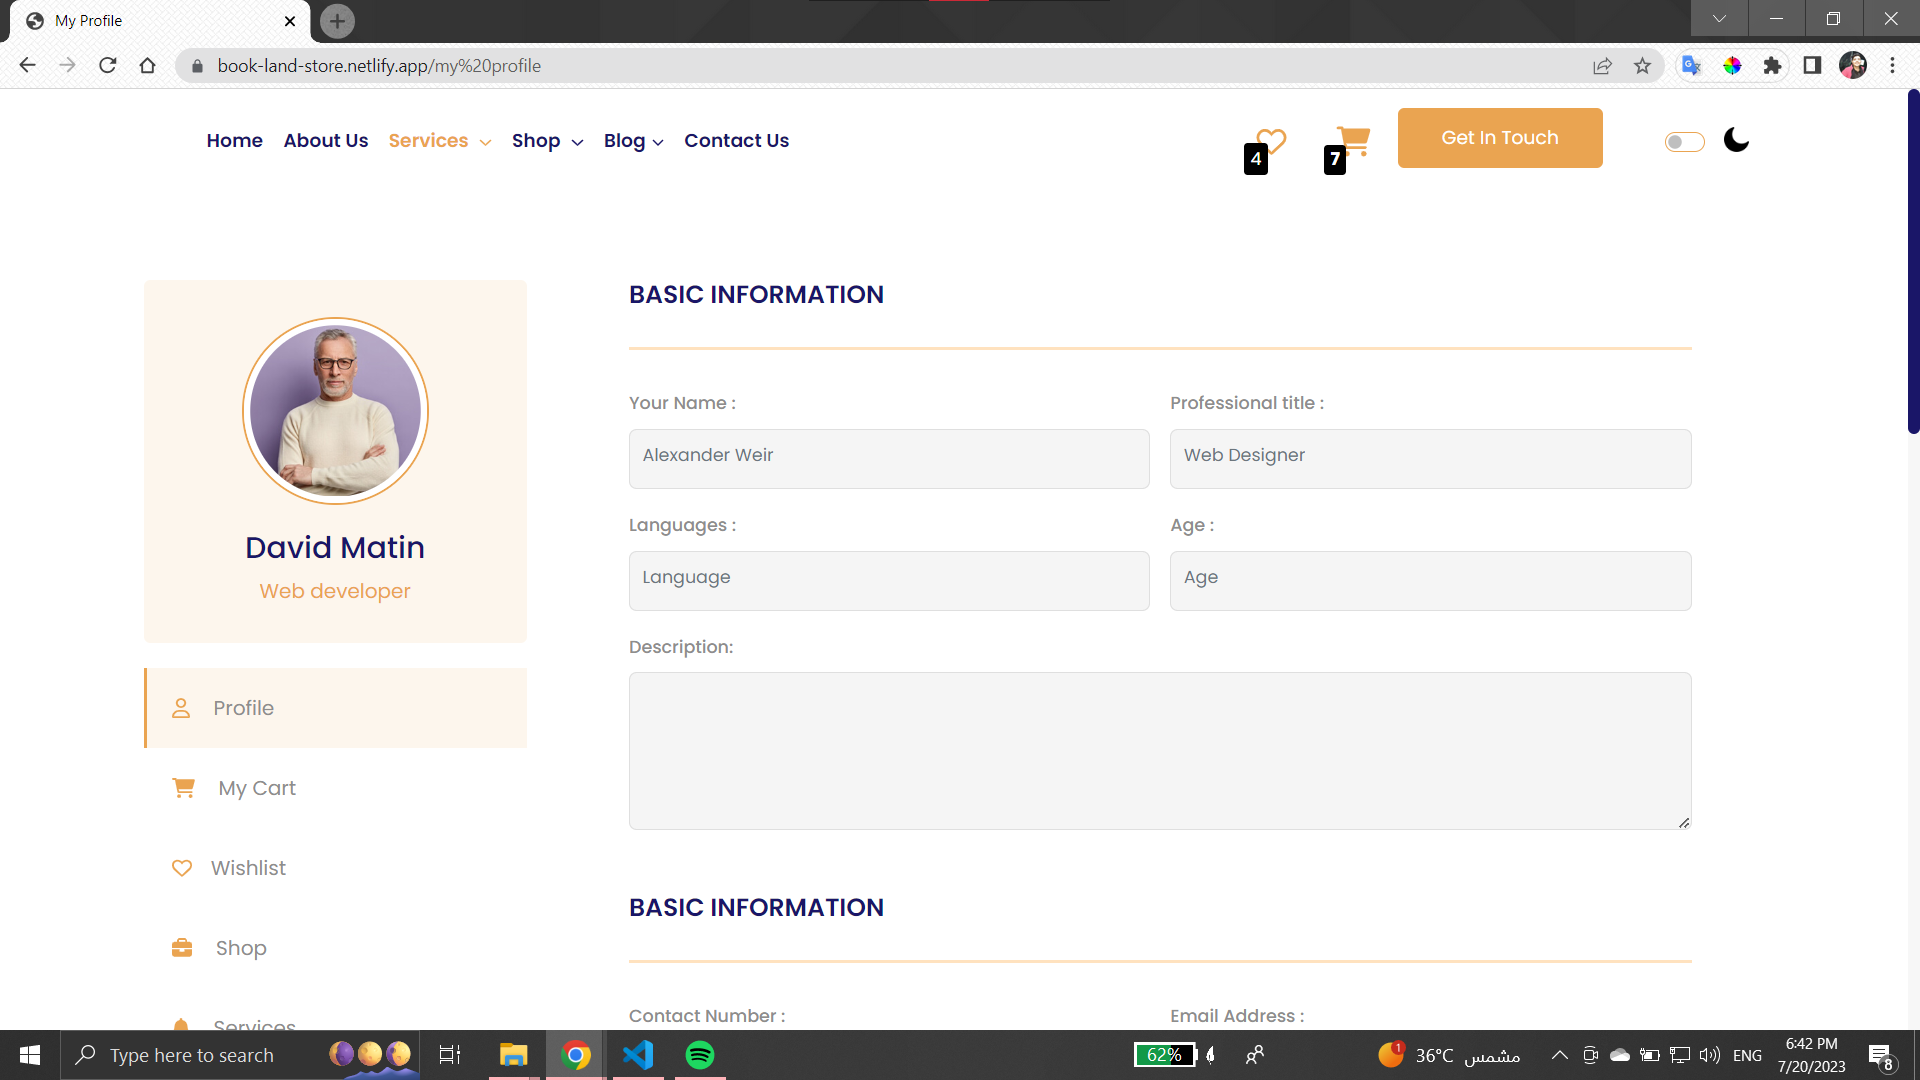 My Profile
book-land-store.netlify.app/my%20profile
Home About Us Services Shop Blog Contact Us
4
7
Get In Touch
David Matin
Web developer
Profile
My Cart
Wishlist
Shop
Services
BASIC INFORMATION
Your Name :
Professional title :
Alexander Weir
Web Designer
Languages :
Age :
Language
Age
Description:
BASIC INFORMATION
Contact Number :
Email Address :
Type here to search
62%
1
36°C مشمس
ENG
6:42 PM
7/20/2023
8